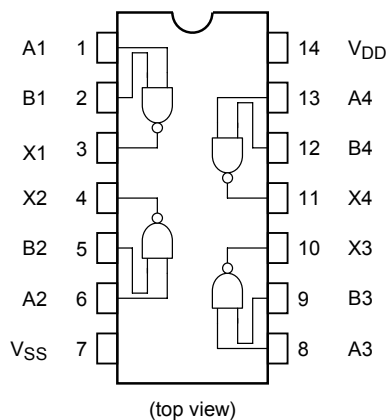 A1 1 14 VDD
B1 2 13 A4
X1 3 12 B4
X2 4 11 X4
B2 5 10 X3
A2 6 9 B3
VSS 7 8 A3
(top view)